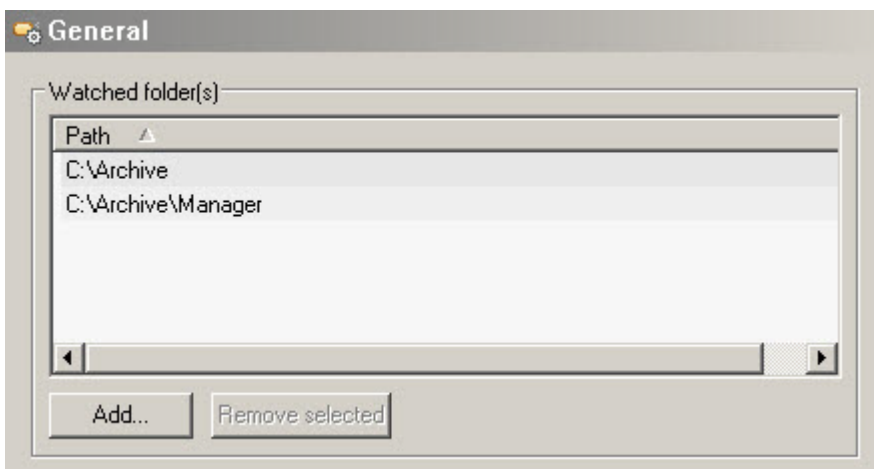 General
Watched folder(s)
Path
C:\Archive
C:\Archive\Manager
Add...
Remove selected